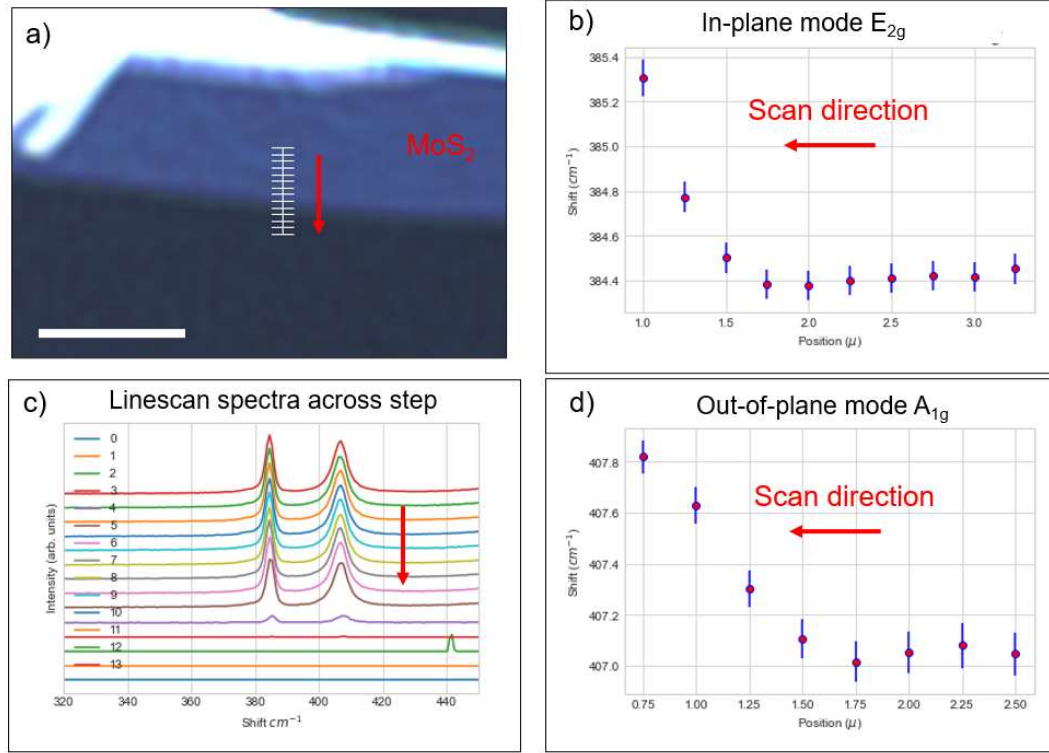 a)
MoS2
b)
In-plane mode E2g
385.4
385.2
385.0
384.8
384.6
384.4
Shift (cm−1)
Scan direction
1.0 1.5 2.0 2.5 3.0
Position (μ)
c)
Linescan spectra across step
0
1
2
3
4
5
6
7
8
9
10
11
12
13
Intensity (arb. units)
320 340 360 380 400 420 440
Shift cm−1
d)
Out-of-plane mode A1g
407.8
407.6
407.4
407.2
407.0
Shift (cm−1)
Scan direction
0.75 1.00 1.25 1.50 1.75 2.00 2.25 2.50
Position (μ)